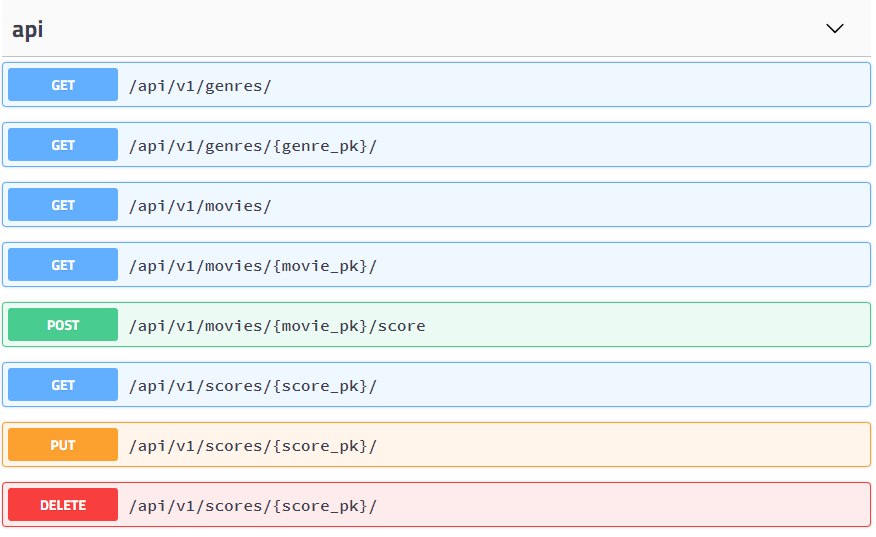 api
GET /api/v1/genres/
GET /api/v1/genres/{genre_pk}/
GET /api/v1/movies/
GET /api/v1/movies/{movie_pk}/
POST /api/v1/movies/{movie_pk}/score
GET /api/v1/scores/{score_pk}/
PUT /api/v1/scores/{score_pk}/
DELETE /api/v1/scores/{score_pk}/